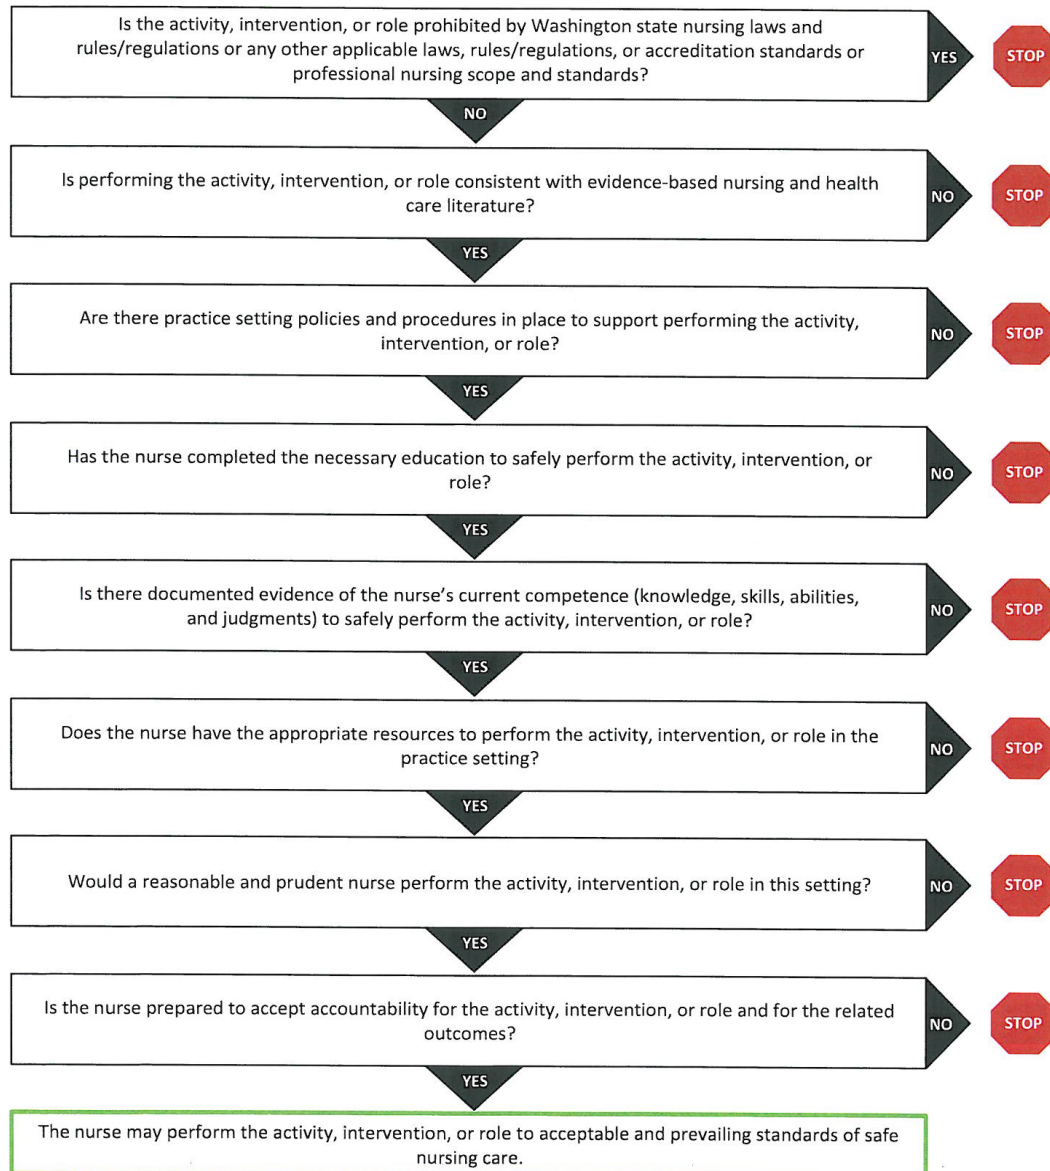 Is the activity, intervention, or role prohibited by Washington state nursing laws and
rules/regulations or any other applicable laws, rules/regulations, or accreditation standards or
professional nursing scope and standards?
YES
STOP
NO
Is performing the activity, intervention, or role consistent with evidence-based nursing and health
care literature?
NO
STOP
YES
Are there practice setting policies and procedures in place to support performing the activity,
intervention, or role?
NO
STOP
YES
Has the nurse completed the necessary education to safely perform the activity, intervention, or
role?
NO
STOP
YES
Is there documented evidence of the nurse's current competence (knowledge, skills, abilities,
and judgments) to safely perform the activity, intervention, or role?
NO
STOP
YES
Does the nurse have the appropriate resources to perform the activity, intervention, or role in the
practice setting?
NO
STOP
YES
Would a reasonable and prudent nurse perform the activity, intervention, or role in this setting?
NO
STOP
YES
Is the nurse prepared to accept accountability for the activity, intervention, or role and for the related
outcomes?
NO
STOP
YES
The nurse may perform the activity, intervention, or role to acceptable and prevailing standards of safe
nursing care.